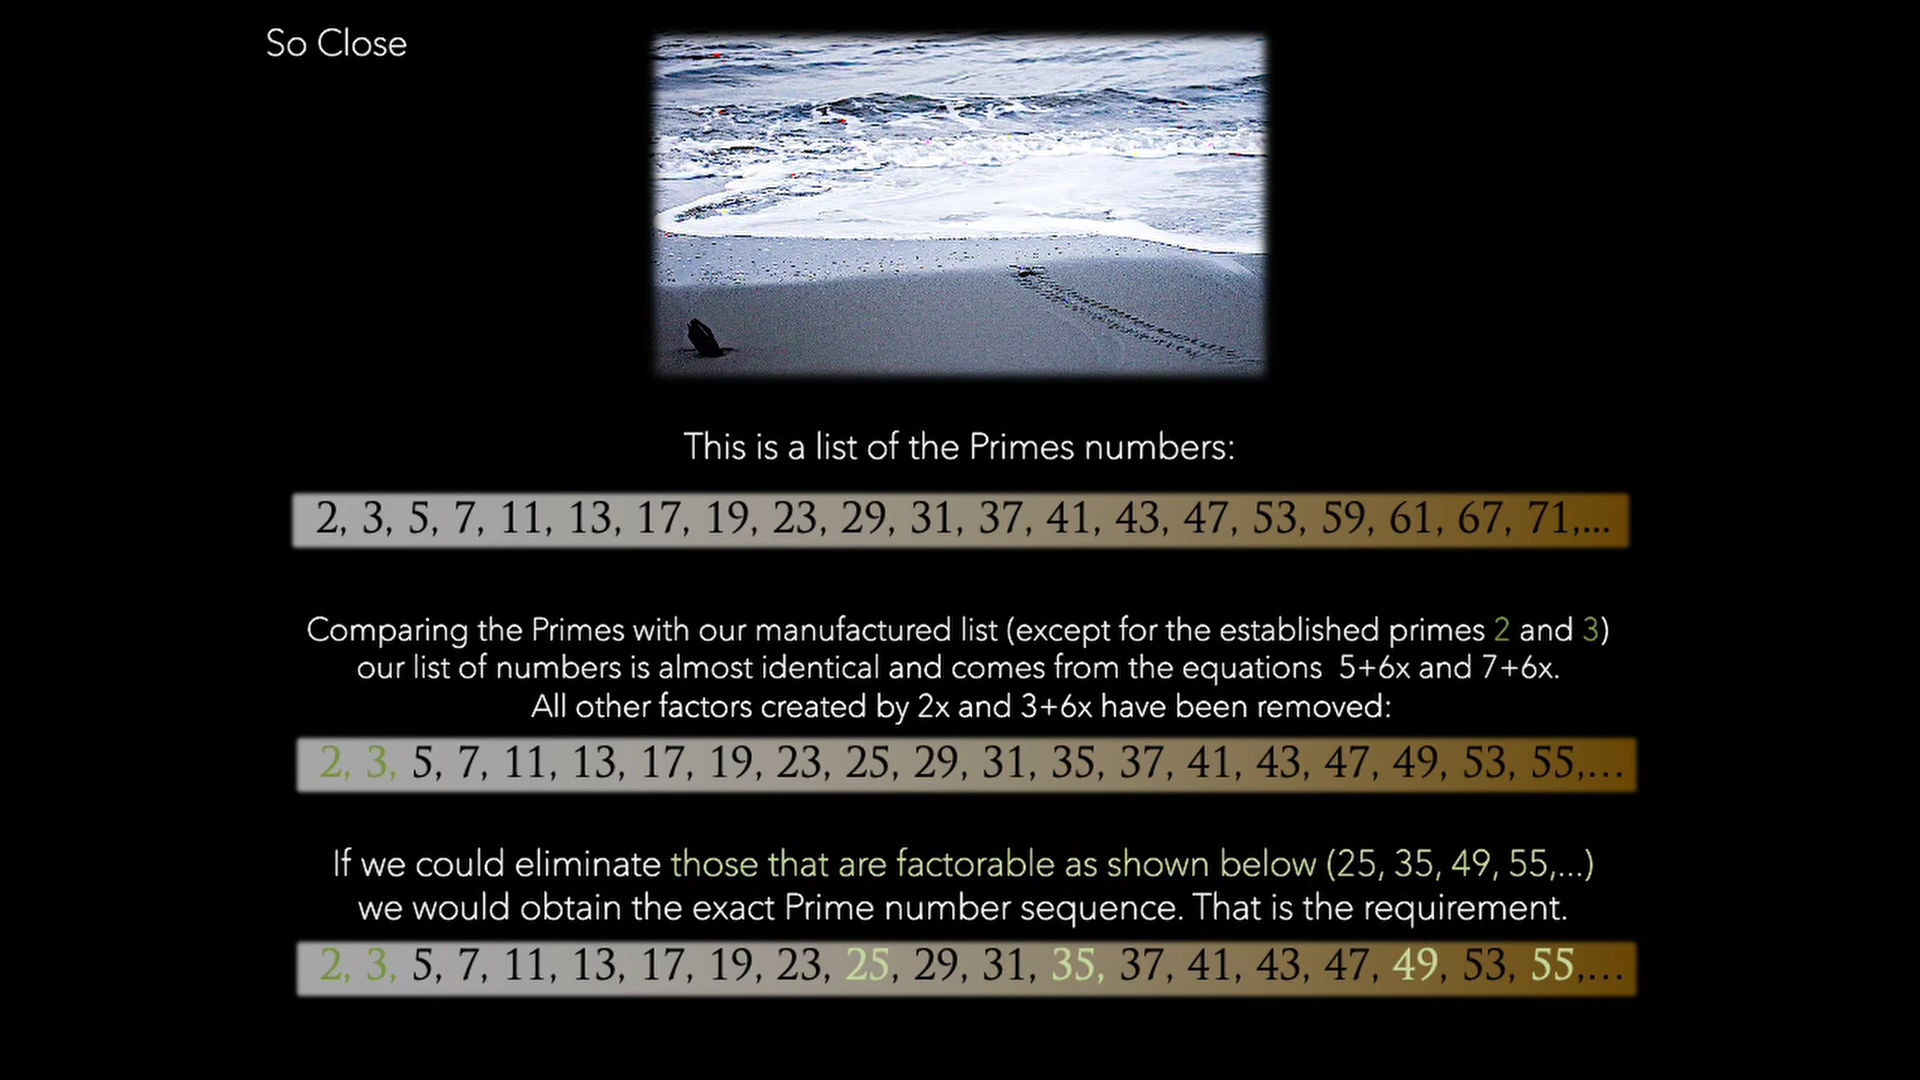 So Close
This is a list of the Primes numbers:
2, 3, 5, 7, 11, 13, 17, 19, 23, 29, 31, 37, 41, 43, 47, 53, 59, 61, 67, 71,...
Comparing the Primes with our manufactured list (except for the established primes 2 and 3)
our list of numbers is almost identical and comes from the equations 5+6x and 7+6x.
All other factors created by 2x and 3+6x have been removed:
2, 3, 5, 7, 11, 13, 17, 19, 23, 25, 29, 31, 35, 37, 41, 43, 47, 49, 53, 55,...
If we could eliminate those that are factorable as shown below (25, 35, 49, 55,...)
we would obtain the exact Prime number sequence. That is the requirement.
2, 3, 5, 7, 11, 13, 17, 19, 23, 25, 29, 31, 35, 37, 41, 43, 47, 49, 53, 55,...